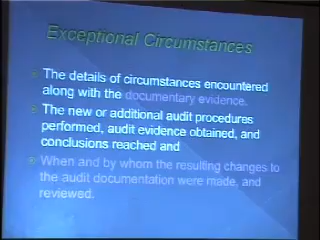 Exceptional Circumstances
The details of circumstances encountered
along with the documentary evidence.
The new or additional audit procedures
performed, audit evidence obtained, and
conclusions reached and
When and by whom the resulting changes to
the audit documentation were made, and
reviewed.